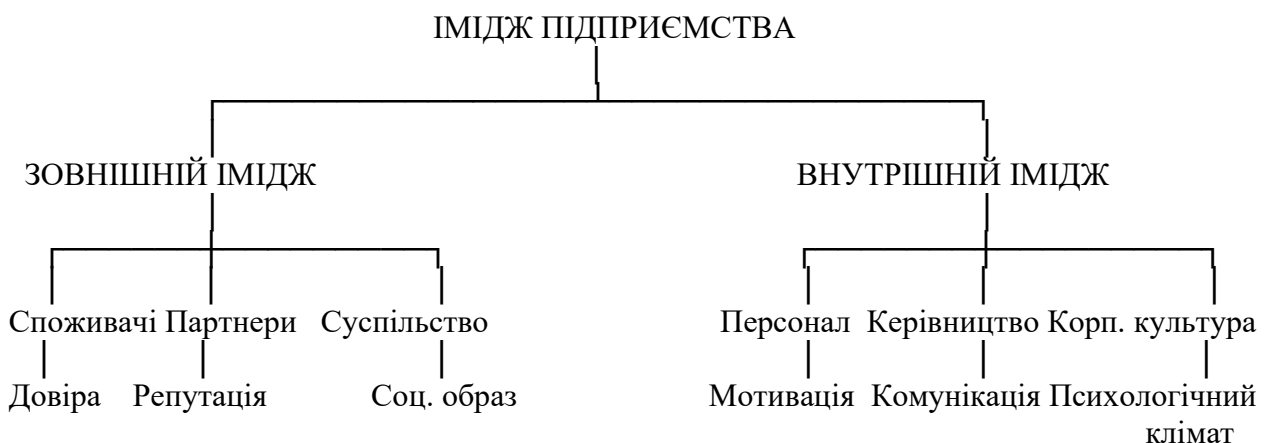 ІМІДЖ ПІДПРИЄМСТВА
ЗОВНІШНІЙ ІМІДЖ ВНУТРІШНІЙ ІМІДЖ
Споживачі Партнери Суспільство Персонал Керівництво Корп. культура
Довіра Репутація Соц. образ Мотивація Комунікація Психологічний
клімат